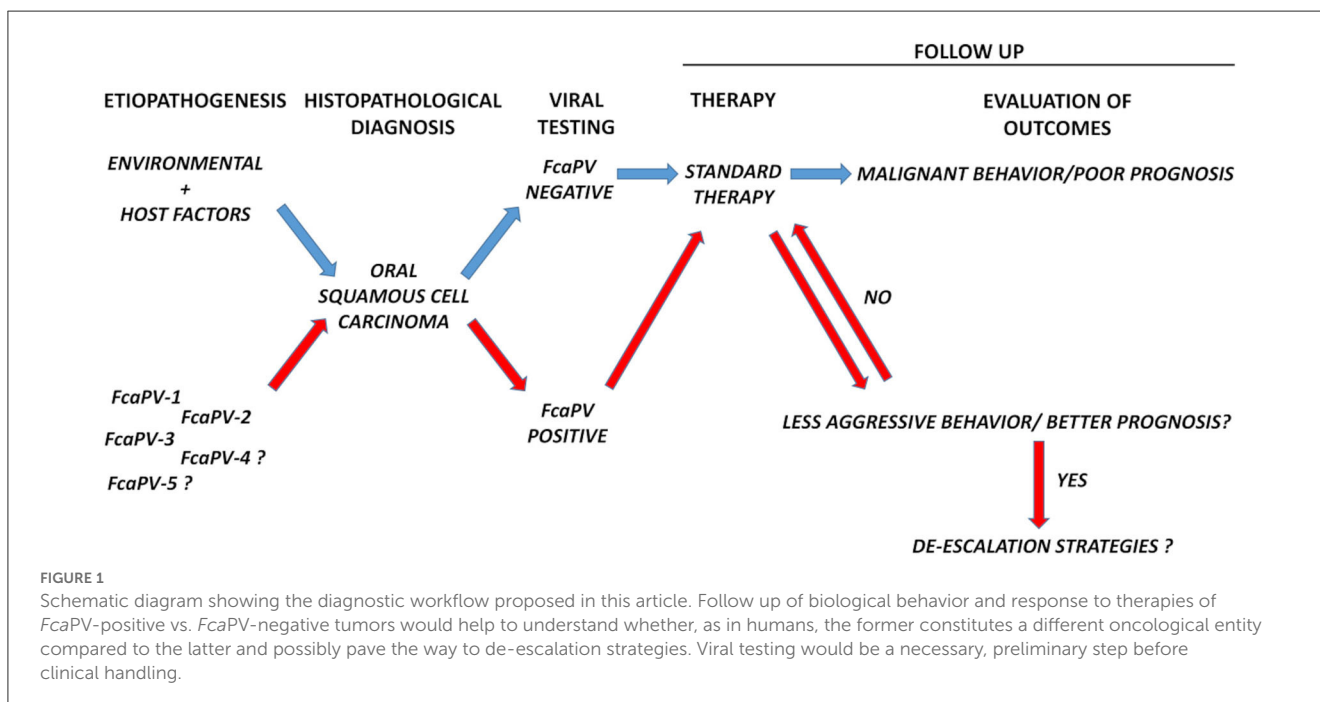 FOLLOW UP
ETIOPATHOGENESIS
HISTOPATHOLOGICAL
DIAGNOSIS
VIRAL
TESTING
THERAPY
EVALUATION OF
OUTCOMES
ENVIRONMENTAL
+
HOST FACTORS
FcaPV
NEGATIVE
STANDARD
THERAPY
MALIGNANT BEHAVIOR/POOR PROGNOSIS
ORAL
SQUAMOUS CELL
CARCINOMA
NO
FcaPV-1
FcaPV-2
FcaPV-3
FcaPV-4 ?
FcaPV-5 ?
FcaPV
POSITIVE
LESS AGGRESSIVE BEHAVIOR/ BETTER PROGNOSIS?
YES
DE-ESCALATION STRATEGIES ?
FIGURE 1
Schematic diagram showing the diagnostic workflow proposed in this article. Follow up of biological behavior and response to therapies of
FcaPV-positive vs. FcaPV-negative tumors would help to understand whether, as in humans, the former constitutes a different oncological entity
compared to the latter and possibly pave the way to de-escalation strategies. Viral testing would be a necessary, preliminary step before
clinical handling.